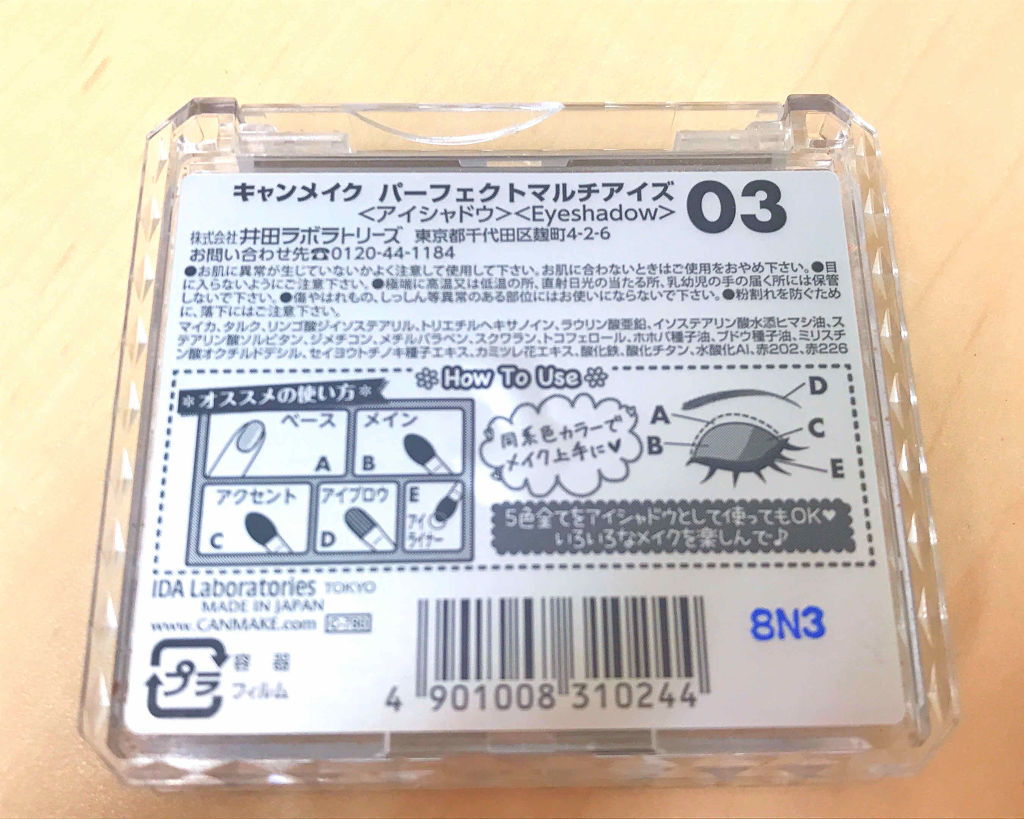 キャンメイク パーフェクトマルチアイズ 03
<アイシャドウ><Eyeshadow>
株式会社 井田ラボラトリーズ 東京都千代田区麹町4-2-6
お問い合わせ先☎0120-44-1184
●お肌に異常が生じていないかよく注意して使用して下さい。お肌に合わないときはご使用をおやめ下さい。●目
に入らないようにご注意下さい。●極端に高温又は低温の所、直射日光の当たる所、乳幼児の手の届く所には保管
しないで下さい。●傷やはれもの、しっしん等異常のある部位にはお使いにならないで下さい。●粉割れを防ぐため
に、落下にはご注意下さい。
マイカ、タルク、リンゴ酸ジイソステアリル、トリエチルヘキサノイン、ラウリン酸亜鉛、イソステアリン酸水添ヒマシ油、ス
テアリン酸ソルビタン、ジメチコン、メチルパラベン、スクワラン、トコフェロール、ホホバ種子油、ブドウ種子油、ミリスチ
ン酸オクチルドデシル、セイヨウトチノキ種子エキス、カミツレ花エキス、酸化鉄、酸化チタン、水酸化Al、赤202、赤226
How To Use
オススメの使い方
ベース
A
メイン
B
アクセント
C
アイブロウ
D
E
アイ
ライナー
同系色カラーで
メイク上手に♥
A
B
D
C
E
5色全てをアイシャドウとして使ってもOK♥
いろいろなメイクを楽しんで♪
IDA Laboratories TOKYO
MADE IN JAPAN
www.CANMAKE.com
プラ
容器
フィルム
4 901008 310244
8N3